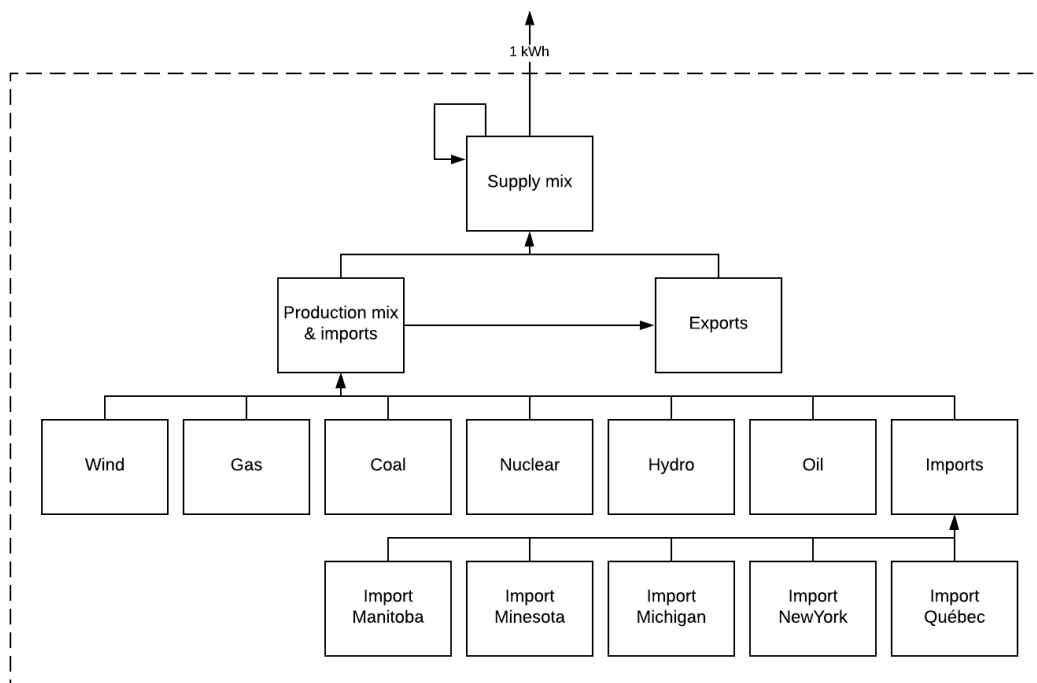 1 kWh
Supply mix
Production mix
& imports
Exports
Wind
Gas
Coal
Nuclear
Hydro
Oil
Imports
Import
Manitoba
Import
Minesota
Import
Michigan
Import
NewYork
Import
Québec